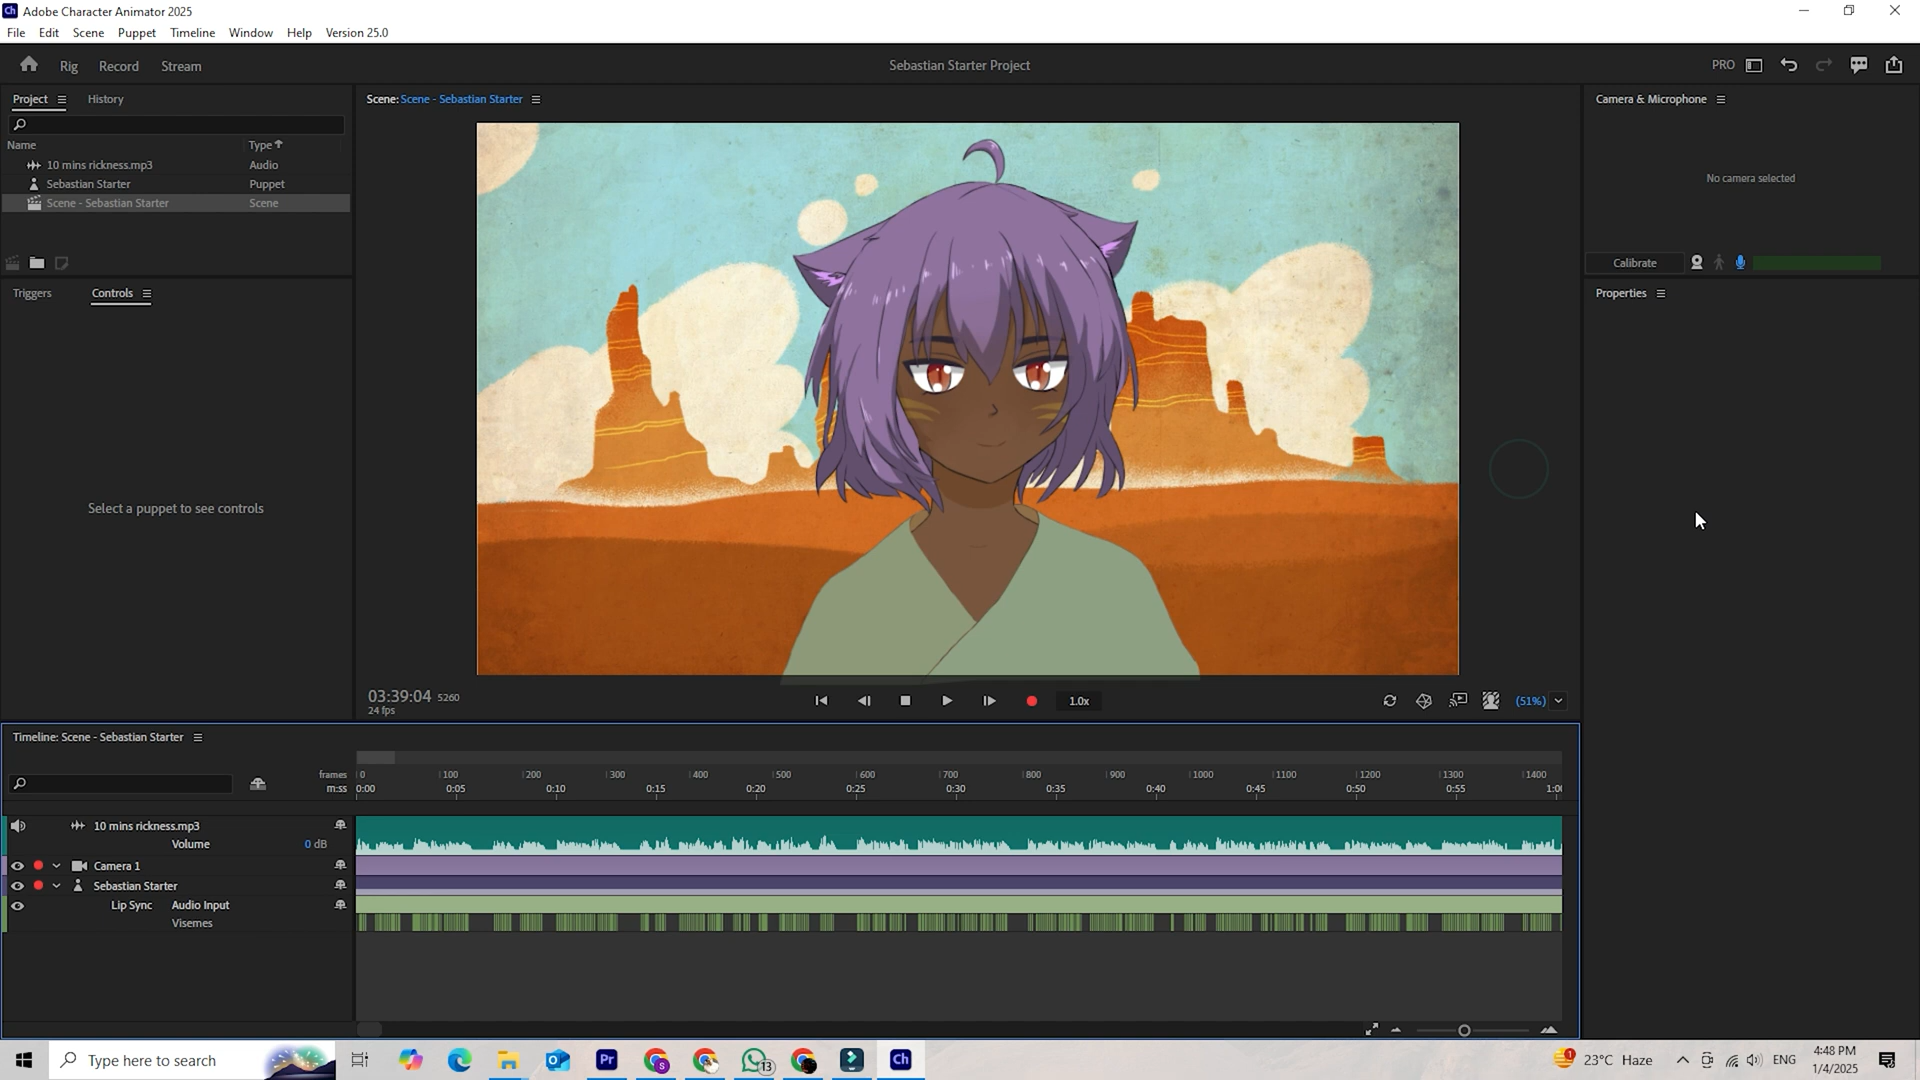 Ch Adobe Character Animator 2025
File Edit Scene Puppet Timeline Window Help Version 25.0
Rig Record Stream Sebastian Starter Project PRO
Project History
Name Type
10 mins rickness.mp3 Audio
Sebastian Starter Puppet
Scene - Sebastian Starter Scene
Triggers Controls
Select a puppet to see controls
Scene: Scene - Sebastian Starter
03:39:04 5260
24 fps
1.0x
(51%)
Camera & Microphone
No camera selected
Calibrate
Properties
Timeline: Scene - Sebastian Starter
frames 0 100 200 300 400 500 600 700 800 900 1000 1100 1200 1300 1400
m:ss 0:00 0:05 0:10 0:15 0:20 0:25 0:30 0:35 0:40 0:45 0:50 0:55
10 mins rickness.mp3
Volume 0 dB
Camera 1
Sebastian Starter
Lip Sync Audio Input
Visemes
Type here to search
Pr
S
13
Ch
1
23°C Haze
ENG
4:48 PM
1/4/2025